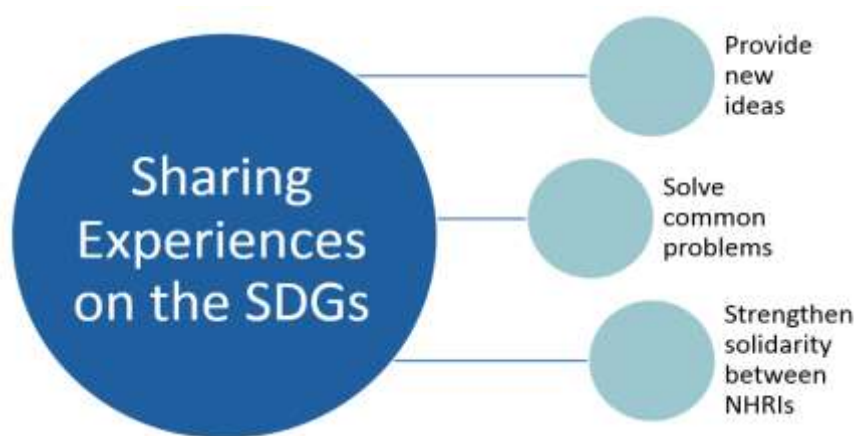 Sharing
Experiences
on the SDGs
Provide
new
ideas
Solve
common
problems
Strengthen
solidarity
between
NHRIs